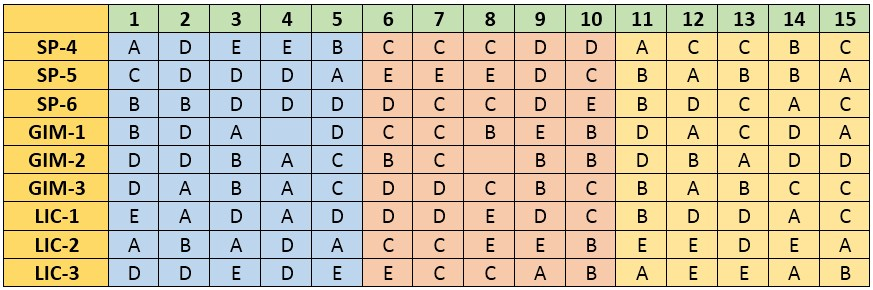 1 2 3 4 5 6 7 8 9 10 11 12 13 14 15
SP-4 A D E E B C C C D D A C C B C
SP-5 C D D D A E E E D C B A B B A
SP-6 B B D D D D C C D E B D C A C
GIM-1 B D A D C C B E B D A C D A
GIM-2 D D B A C B C B B D B A D D
GIM-3 D A B A C D D C B C B A B C C
LIC-1 E A D A D D D E D C B D D A C
LIC-2 A B A D A C C E E B E E D E A
LIC-3 D D E D E E C C A B A E E A B